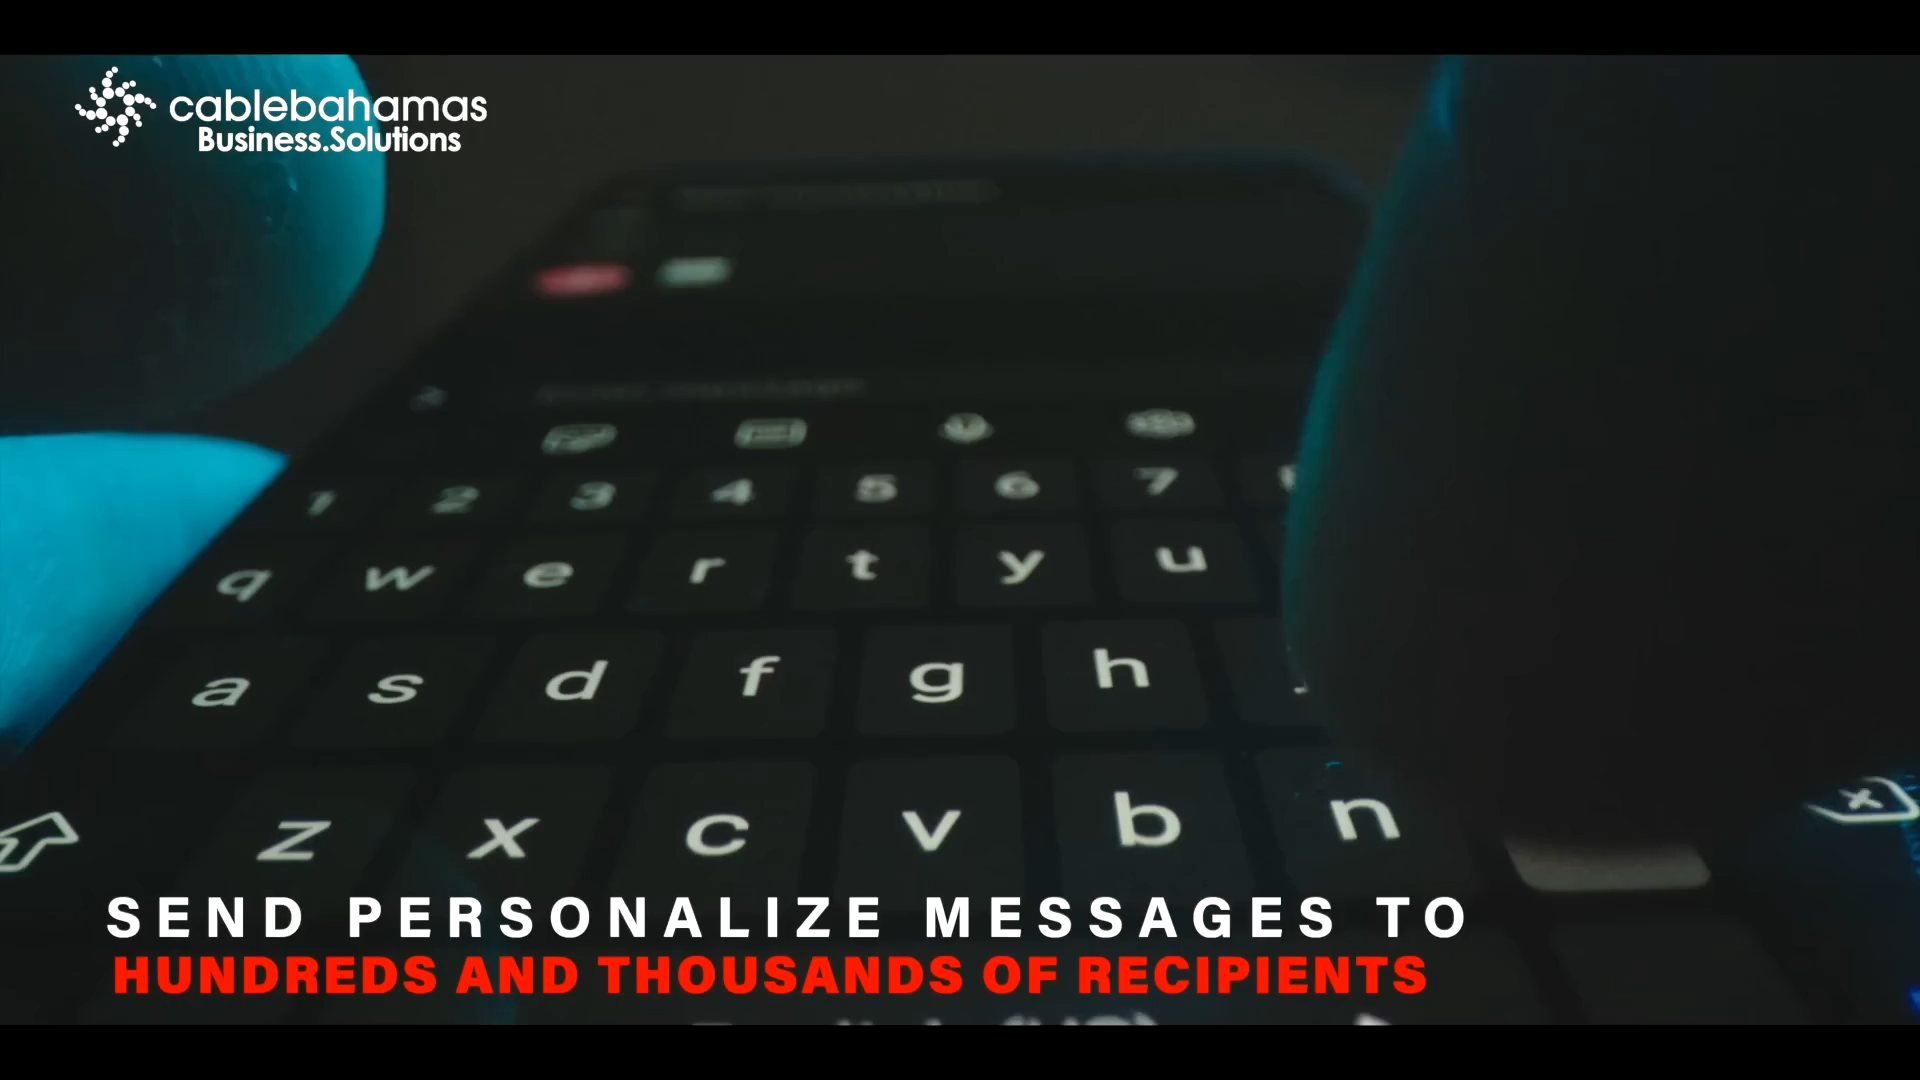 cablebahamas
Business.Solutions
1 2 3 4 5 6 7
q w e r t y u
a s d f g h
z x c v b n
SEND PERSONALIZE MESSAGES TO
HUNDREDS AND THOUSANDS OF RECIPIENTS